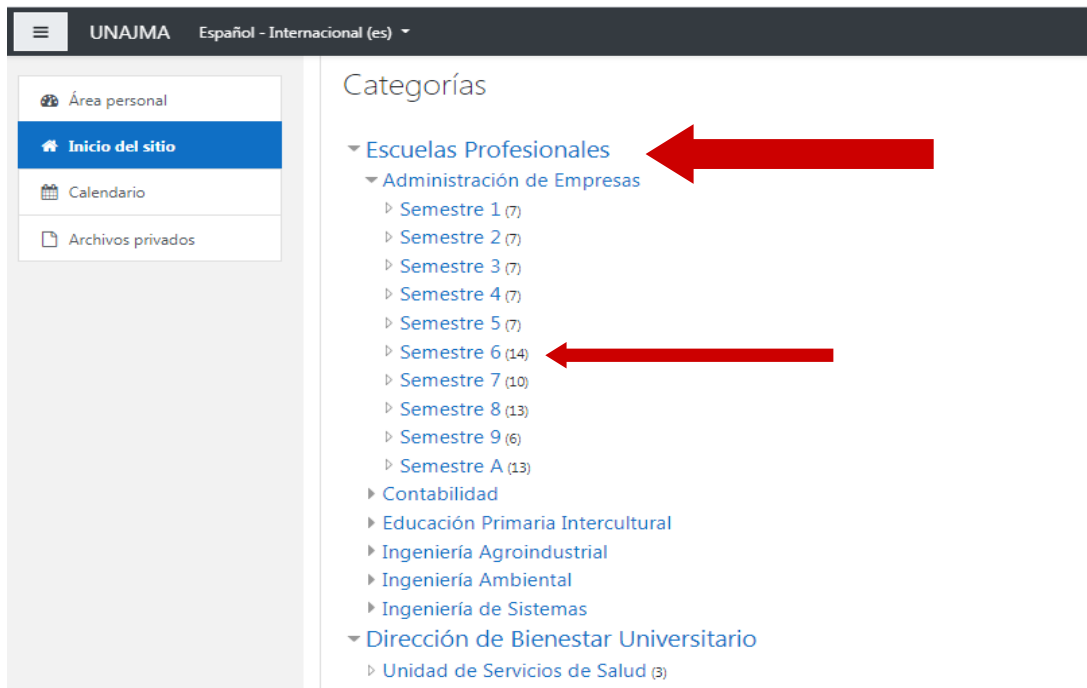 UNAJMA Español - Internacional (es)
Categorías
Área personal
Inicio del sitio
Calendario
Archivos privados
Escuelas Profesionales
Administración de Empresas
Semestre 1 (7)
Semestre 2 (7)
Semestre 3 (7)
Semestre 4 (7)
Semestre 5 (7)
Semestre 6 (14)
Semestre 7 (10)
Semestre 8 (13)
Semestre 9 (6)
Semestre A (13)
Contabilidad
Educación Primaria Intercultural
Ingeniería Agroindustrial
Ingeniería Ambiental
Ingeniería de Sistemas
Dirección de Bienestar Universitario
Unidad de Servicios de Salud (3)